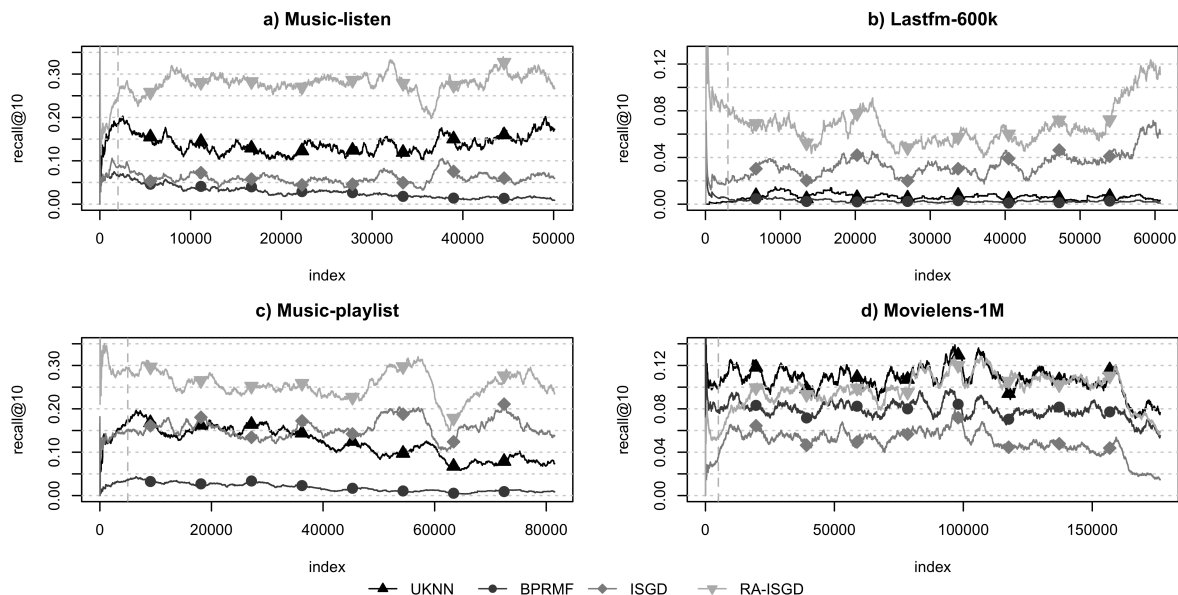 a) Music-listen
recall@10
0.00 0.10 0.20 0.30
0 10000 20000 30000 40000 50000
index
b) Lastfm-600k
recall@10
0.00 0.04 0.08 0.12
0 10000 20000 30000 40000 50000 60000
index
c) Music-playlist
recall@10
0.00 0.10 0.20 0.30
0 20000 40000 60000 80000
index
d) Movielens-1M
recall@10
0.00 0.04 0.08 0.12
0 50000 100000 150000
index
UKNN BPRMF ISGD RA-ISGD